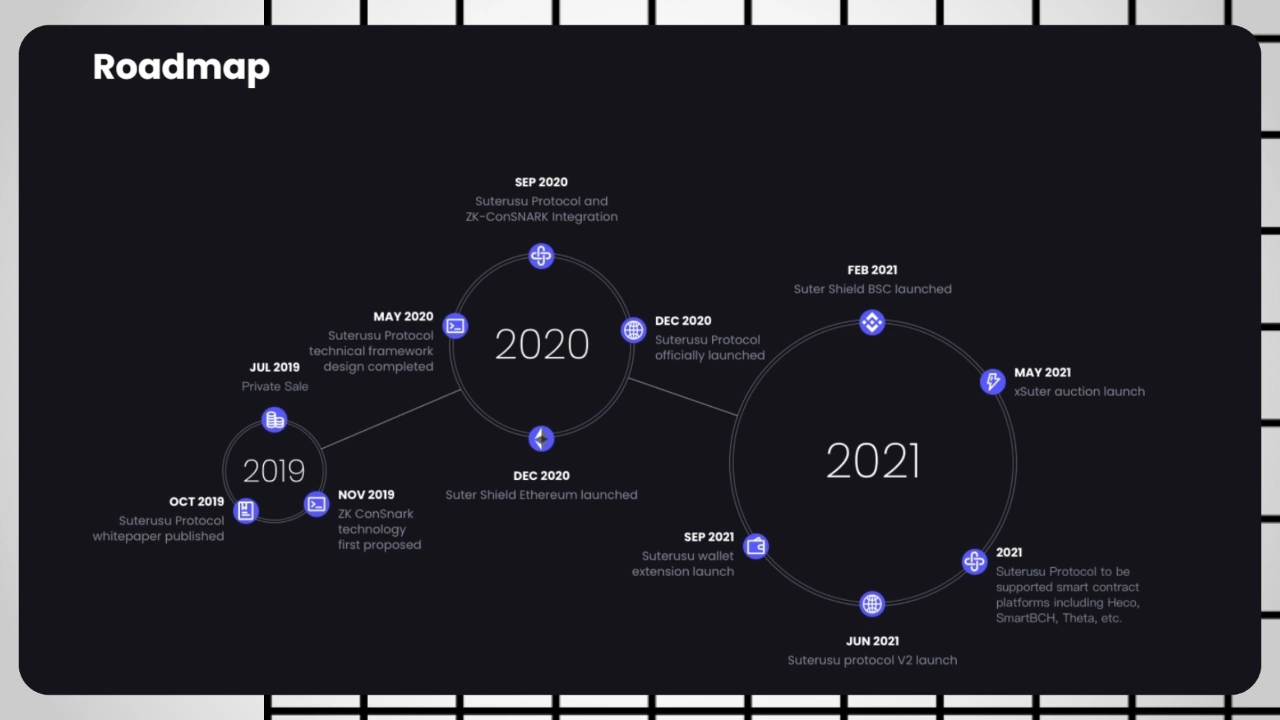 Roadmap
2019
JUL 2019
Private Sale
OCT 2019
Suterusu Protocol
whitepaper published
NOV 2019
ZK ConSnark
technology
first proposed
2020
MAY 2020
Suterusu Protocol
technical framework
design completed
SEP 2020
Suterusu Protocol and
ZK-ConSNARK Integration
DEC 2020
Suterusu Protocol
officially launched
DEC 2020
Suter Shield Ethereum launched
2021
FEB 2021
Suter Shield BSC launched
MAY 2021
xSuter auction launch
2021
Suterusu Protocol to be
supported smart contract
platforms including Heco,
SmartBCH, Theta, etc.
JUN 2021
Suterusu protocol V2 launch
SEP 2021
Suterusu wallet
extension launch